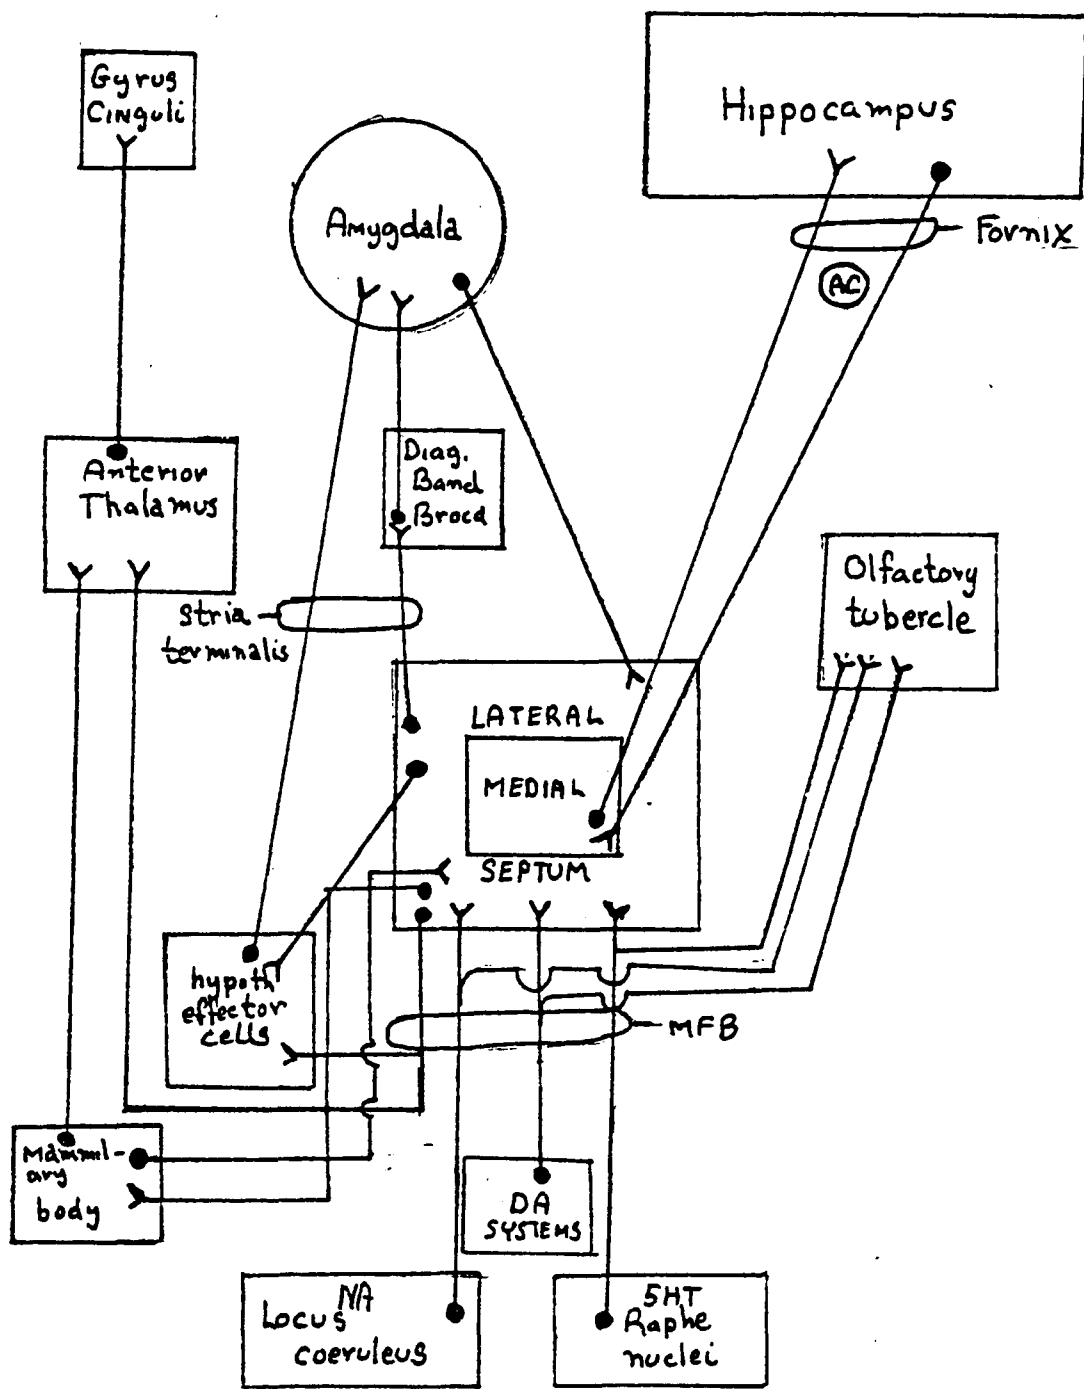 Gyrus
Cinguli
Hippocampus
Amygdala
Fornix
AC
Anterior
Thalamus
Diag.
Band
Broca
Olfactory
tubercle
Stria
terminalis
LATERAL
MEDIAL
SEPTUM
hypoth
effector
cells
MFB
Mammil-
ary
body
DA
SYSTEMS
NA
Locus
coeruleus
5HT
Raphe
nuclei